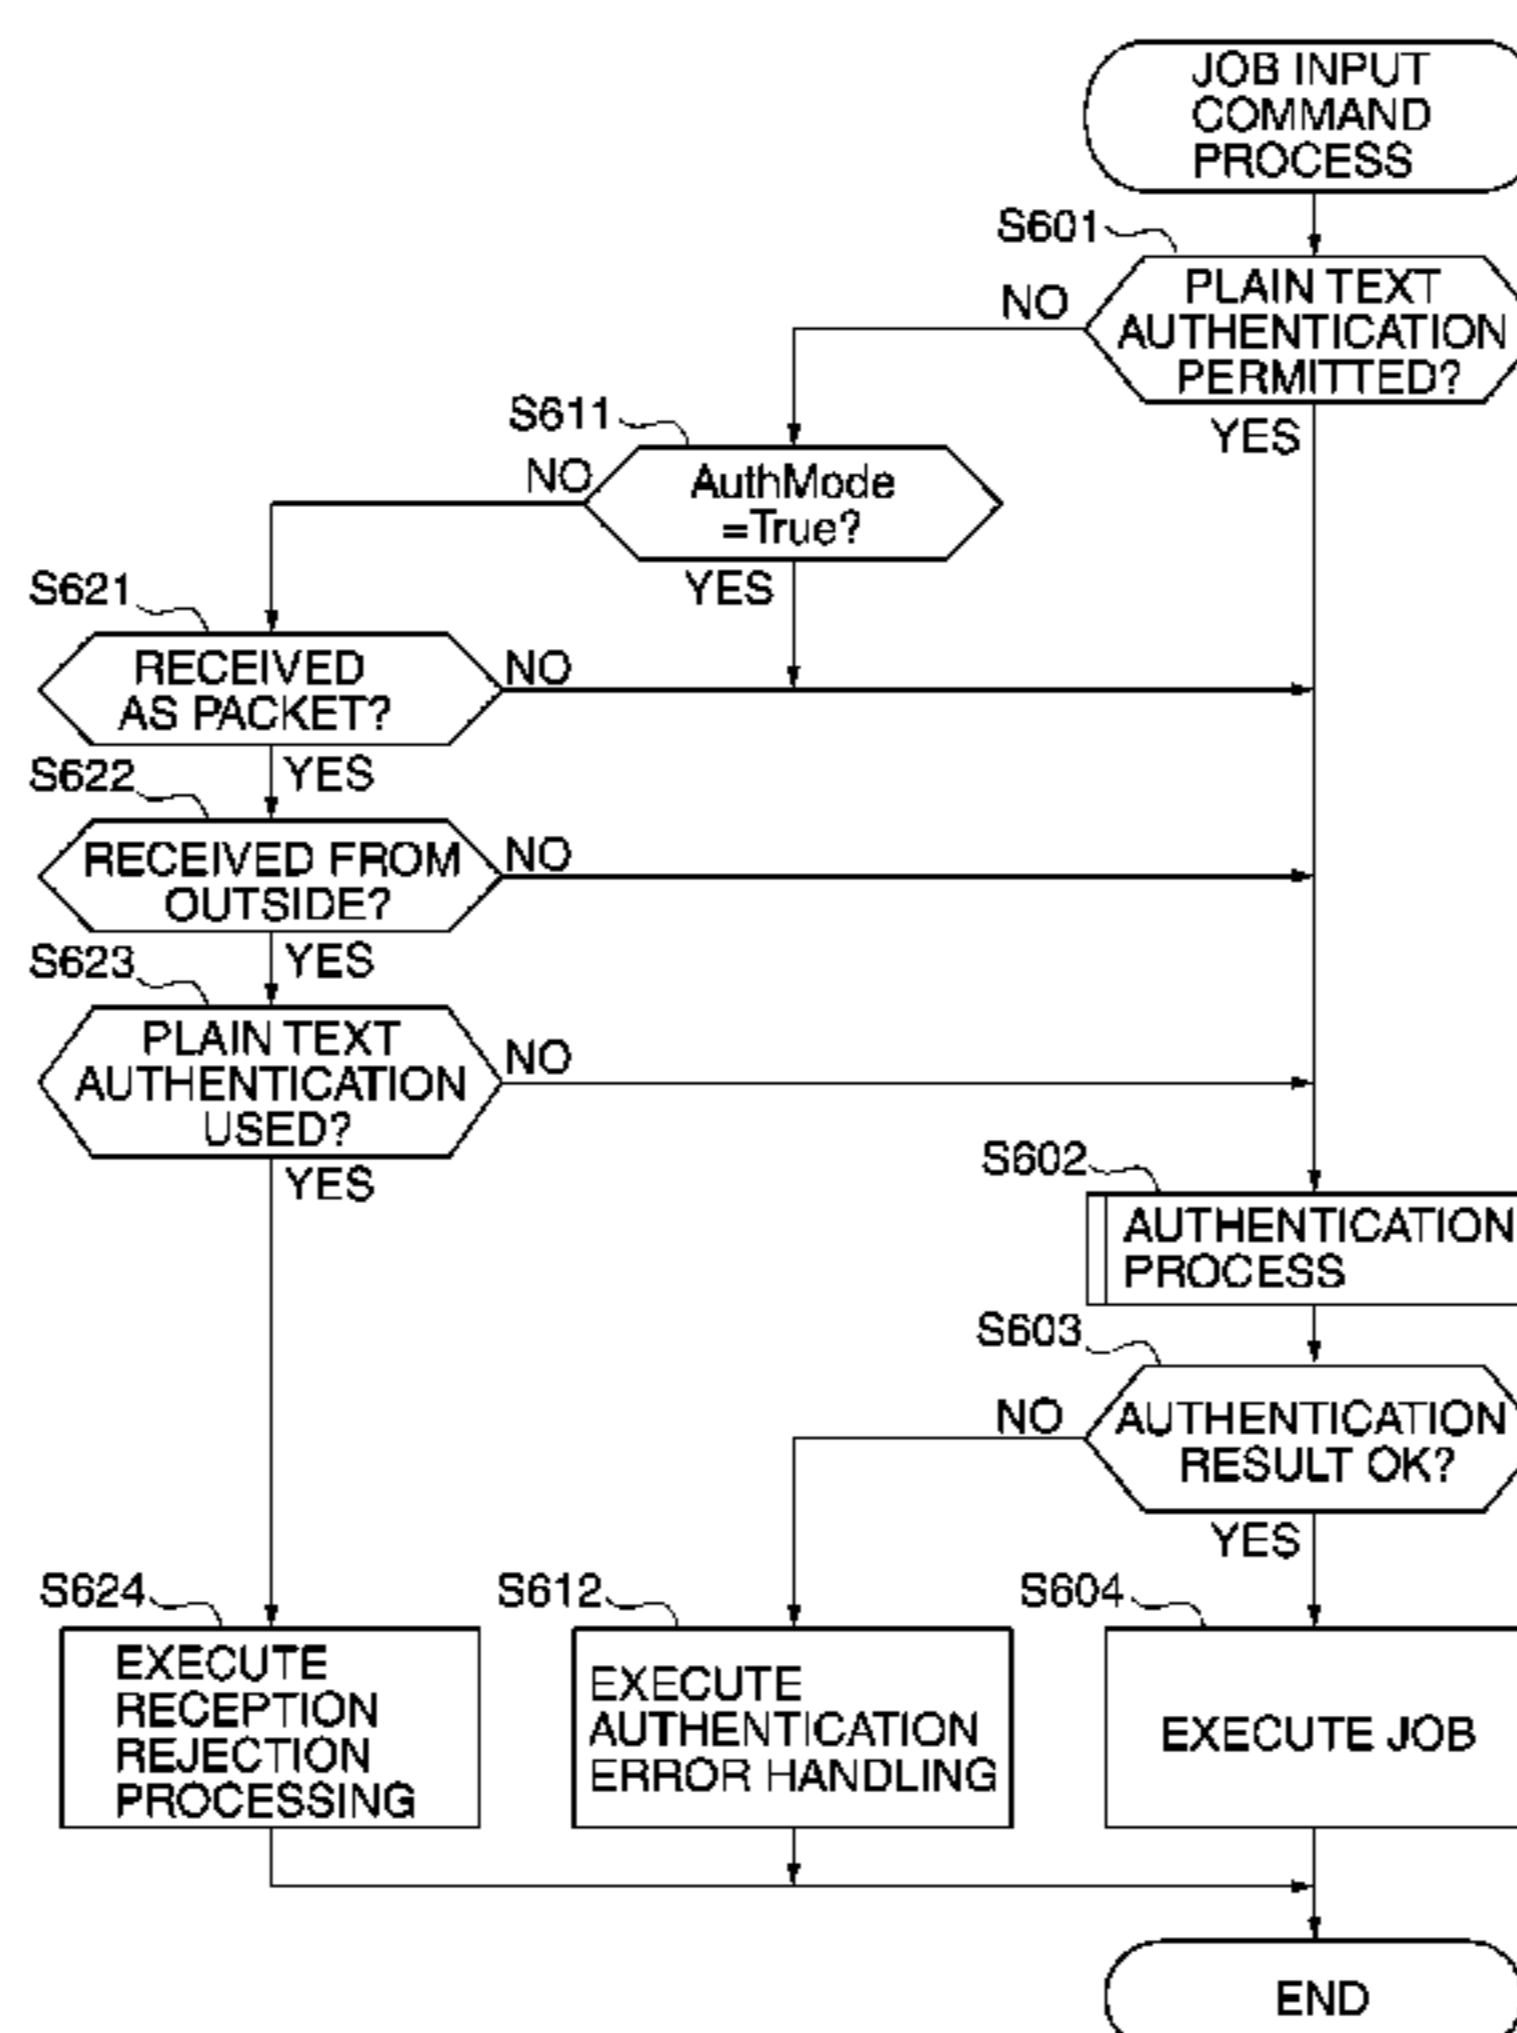 JOB INPUT
COMMAND
PROCESS
S601
PLAIN TEXT
AUTHENTICATION
PERMITTED?
NO
YES
S611
AuthMode
=True?
NO
YES
S621
RECEIVED
AS PACKET?
NO
YES
S622
RECEIVED FROM
OUTSIDE?
NO
YES
S623
PLAIN TEXT
AUTHENTICATION
USED?
NO
YES
S602
AUTHENTICATION
PROCESS
S603
AUTHENTICATION
RESULT OK?
NO
YES
S624
EXECUTE
RECEPTION
REJECTION
PROCESSING
S612
EXECUTE
AUTHENTICATION
ERROR HANDLING
S604
EXECUTE JOB
END